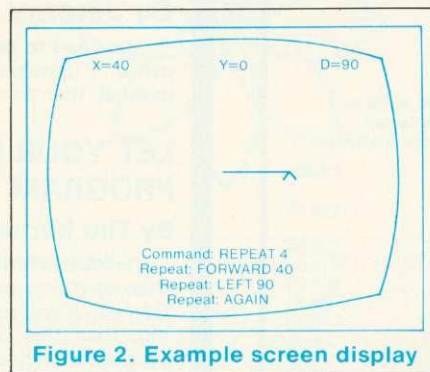 X=40 Y=0 D=90
Command: REPEAT 4
Repeat: FORWARD 40
Repeat: LEFT 90
Repeat: AGAIN
Figure 2. Example screen display